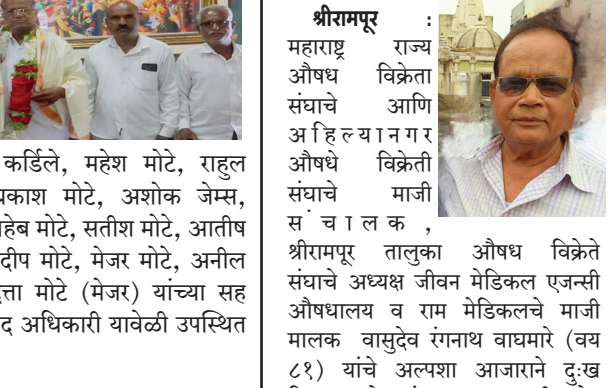 कर्डिले, महेश मोटे, राहुल
प्रकाश मोटे, अशोक जेम्स,
मोटे, सतीश मोटे, आतीष
मोटे, मेजर मोटे, अनील
मोटे (मेजर) यांच्या सह
अधिकारी यावेळी उपस्थित
श्रीरामपूर :
महाराष्ट्र राज्य
औषध विक्रेता
संघाचे आणि
अहिल्यानगर
औषधे विक्रेती
संघाचे माजी
संचालक,
श्रीरामपूर तालुका औषध विक्रेते
संघाचे अध्यक्ष जीवन मेडिकल एजन्सी
औषधालय व राम मेडिकलचे माजी
मालक वासुदेव रंगनाथ वाघमारे (वय
८१) यांचे अल्पशा आजाराने दुःख